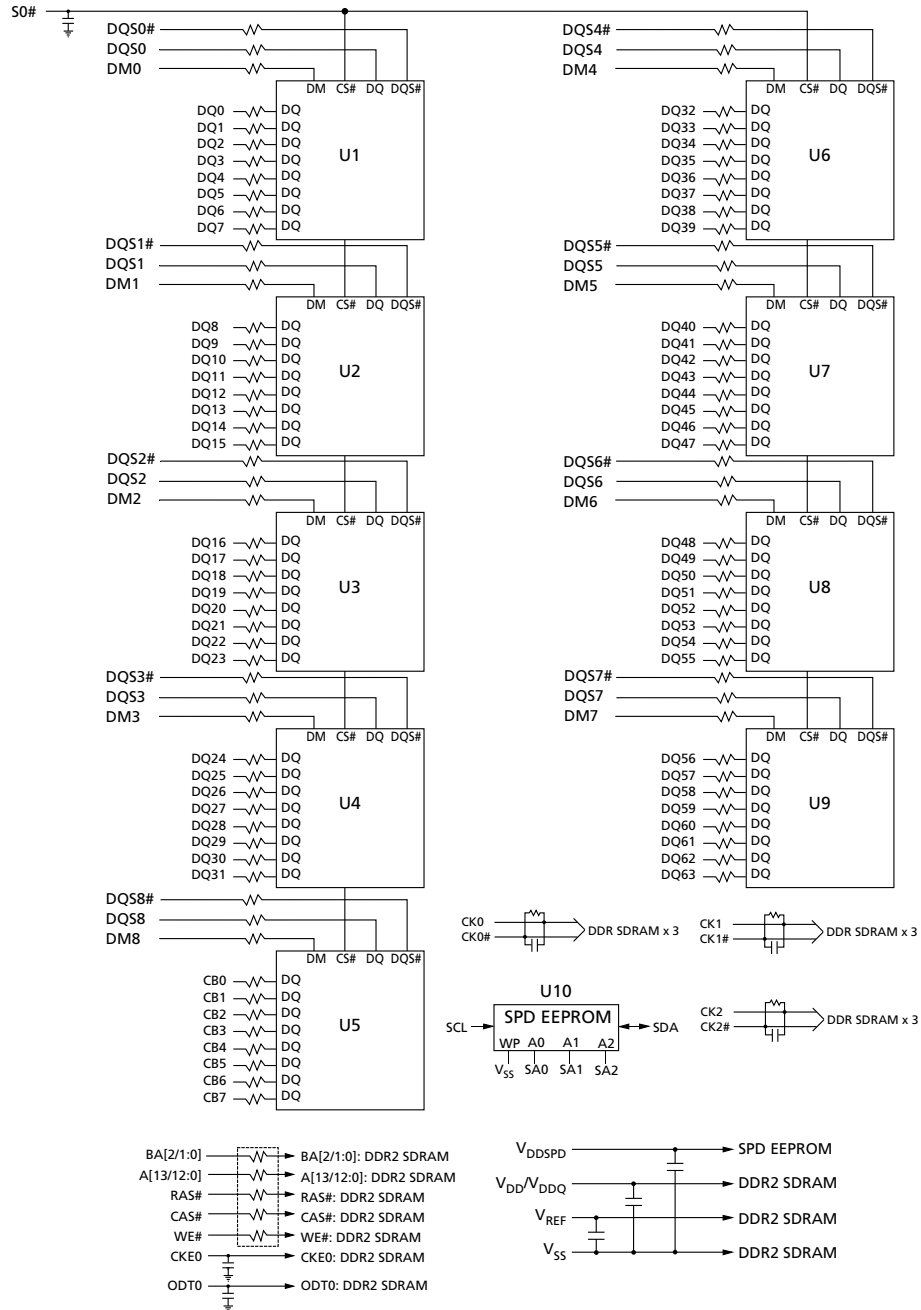 S0#
DQS0#
DQS0
DM0
DM CS# DQ DQS#
DQ0 DQ
DQ1 DQ
DQ2 DQ
DQ3 DQ
DQ4 DQ
DQ5 DQ
DQ6 DQ
DQ7 DQ
U1
DQS1#
DQS1
DM1
DM CS# DQ DQS#
DQ8 DQ
DQ9 DQ
DQ10 DQ
DQ11 DQ
DQ12 DQ
DQ13 DQ
DQ14 DQ
DQ15 DQ
U2
DQS2#
DQS2
DM2
DM CS# DQ DQS#
DQ16 DQ
DQ17 DQ
DQ18 DQ
DQ19 DQ
DQ20 DQ
DQ21 DQ
DQ22 DQ
DQ23 DQ
U3
DQS3#
DQS3
DM3
DM CS# DQ DQS#
DQ24 DQ
DQ25 DQ
DQ26 DQ
DQ27 DQ
DQ28 DQ
DQ29 DQ
DQ30 DQ
DQ31 DQ
U4
DQS8#
DQS8
DM8
DM CS# DQ DQS#
CB0 DQ
CB1 DQ
CB2 DQ
CB3 DQ
CB4 DQ
CB5 DQ
CB6 DQ
CB7 DQ
U5
DQS4#
DQS4
DM4
DM CS# DQ DQS#
DQ32 DQ
DQ33 DQ
DQ34 DQ
DQ35 DQ
DQ36 DQ
DQ37 DQ
DQ38 DQ
DQ39 DQ
U6
DQS5#
DQS5
DM5
DM CS# DQ DQS#
DQ40 DQ
DQ41 DQ
DQ42 DQ
DQ43 DQ
DQ44 DQ
DQ45 DQ
DQ46 DQ
DQ47 DQ
U7
DQS6#
DQS6
DM6
DM CS# DQ DQS#
DQ48 DQ
DQ49 DQ
DQ50 DQ
DQ51 DQ
DQ52 DQ
DQ53 DQ
DQ54 DQ
DQ55 DQ
U8
DQS7#
DQS7
DM7
DM CS# DQ DQS#
DQ56 DQ
DQ57 DQ
DQ58 DQ
DQ59 DQ
DQ60 DQ
DQ61 DQ
DQ62 DQ
DQ63 DQ
U9
CK0
CK0#
DDR SDRAM x 3
CK1
CK1#
DDR SDRAM x 3
CK2
CK2#
DDR SDRAM x 3
U10
SCL SPD EEPROM SDA
WP A0 A1 A2
VSS SA0 SA1 SA2
BA[2/1:0] BA[2/1:0]: DDR2 SDRAM
A[13/12:0] A[13/12:0]: DDR2 SDRAM
RAS# RAS#: DDR2 SDRAM
CAS# CAS#: DDR2 SDRAM
WE# WE#: DDR2 SDRAM
CKE0 CKE0: DDR2 SDRAM
ODT0 ODT0: DDR2 SDRAM
VDDSPD SPD EEPROM
VDD/VDDQ DDR2 SDRAM
VREF DDR2 SDRAM
VSS DDR2 SDRAM